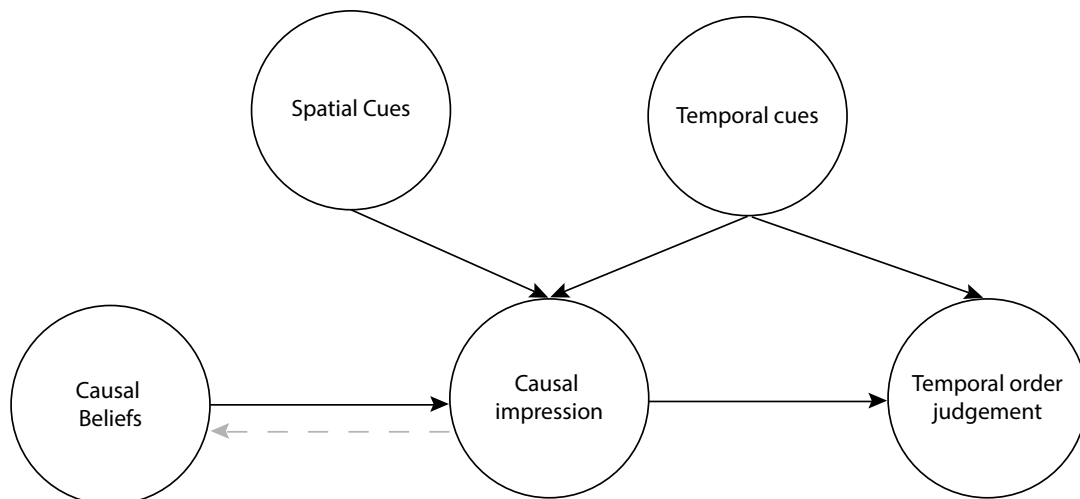 Spatial Cues
Temporal cues
Causal
Beliefs
Causal
impression
Temporal order
judgement